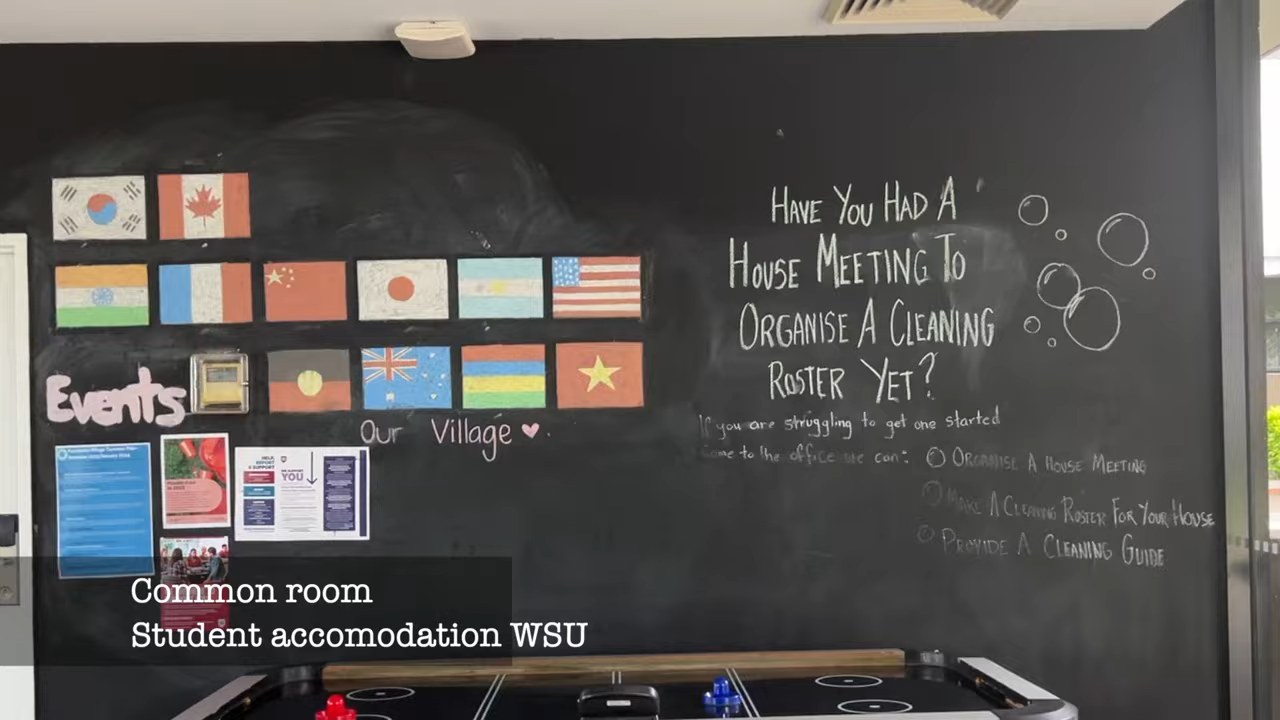 HAVE YOU HAD A
HOUSE MEETING TO
ORGANISE A CLEANING
ROSTER YET?
If you are struggling to get one started
come to the office we can:
ORGANISE A HOUSE MEETING
MAKE A CLEANING ROSTER FOR YOUR HOUSE
PROVIDE A CLEANING GUIDE
Events
Our Village
YOU
Common room
Student accomodation WSU